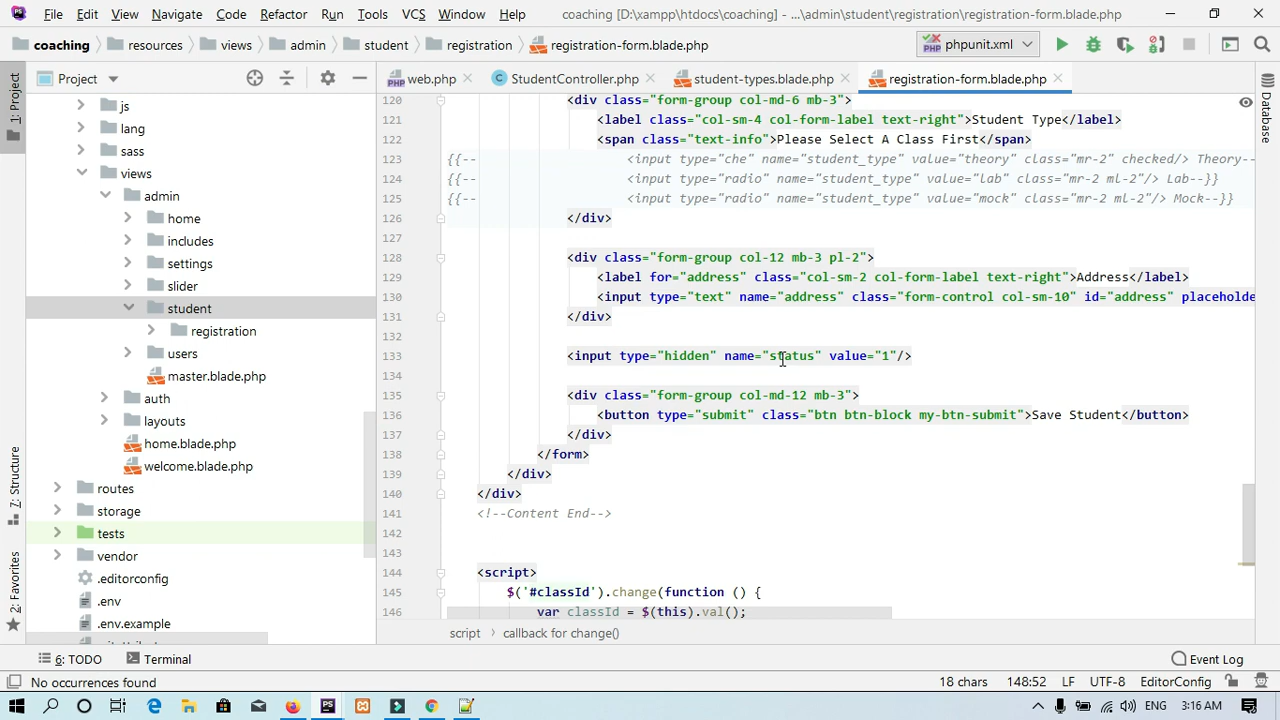 File Edit View Navigate Code Refactor Run Tools VCS Window Help coaching [D:\xampp\htdocs\coaching] - ...\admin\student\registration\registration-form.blade.php
coaching resources views admin student registration registration-form.blade.php phpunit.xml
1: Project
Project
web.php StudentController.php student-types.blade.php registration-form.blade.php
js
lang
sass
views
admin
home
includes
settings
slider
student
registration
users
master.blade.php
auth
layouts
home.blade.php
welcome.blade.php
routes
storage
tests
vendor
.editorconfig
.env
.env.example
120 <div class="form-group col-md-6 mb-3">
121 <label class="col-sm-4 col-form-label text-right">Student Type</label>
122 <span class="text-info">Please Select A Class First</span>
123 {{-- <input type="che" name="student_type" value="theory" class="mr-2" checked/> Theory--
124 {{-- <input type="radio" name="student_type" value="lab" class="mr-2 ml-2"/> Lab--}}
125 {{-- <input type="radio" name="student_type" value="mock" class="mr-2 ml-2"/> Mock--}}
126 </div>
127
128 <div class="form-group col-12 mb-3 pl-2">
129 <label for="address" class="col-sm-2 col-form-label text-right">Address</label>
130 <input type="text" name="address" class="form-control col-sm-10" id="address" placeholde
131 </div>
132
133 <input type="hidden" name="status" value="1"/>
134
135 <div class="form-group col-md-12 mb-3">
136 <button type="submit" class="btn btn-block my-btn-submit">Save Student</button>
137 </div>
138 </form>
139 </div>
140 </div>
141 <!--Content End-->
142
143
144 <script>
145 $('#classId').change(function () {
146 var classId = $(this).val();
script callback for change()
Database
7: Structure
2: Favorites
6: TODO Terminal Event Log
No occurrences found 18 chars 148:52 LF UTF-8 EditorConfig
ENG 3:16 AM